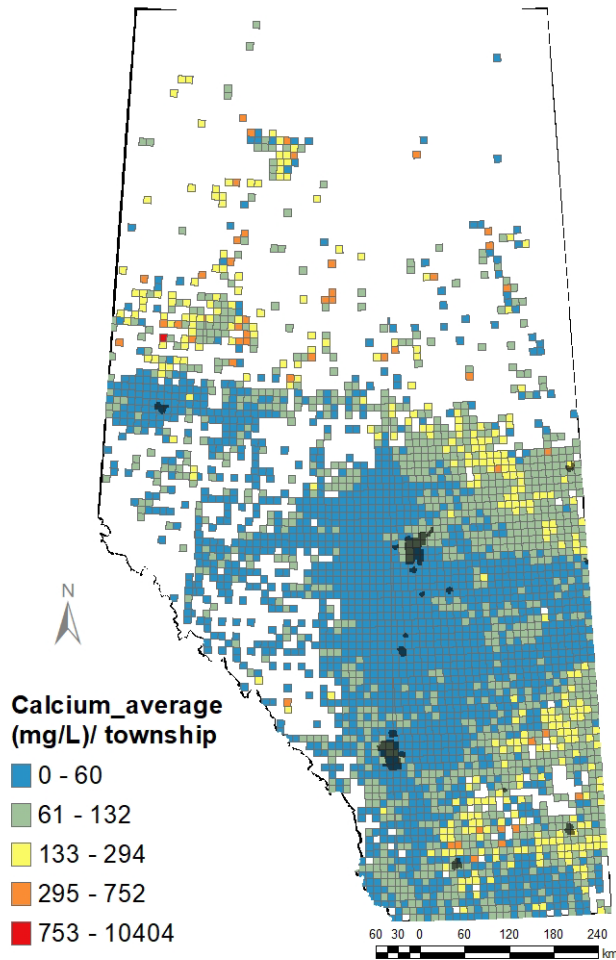 N
Calcium_average
(mg/L)/ township
0 - 60
61 - 132
133 - 294
295 - 752
753 - 10404
60 30 0 60 120 180 240
km